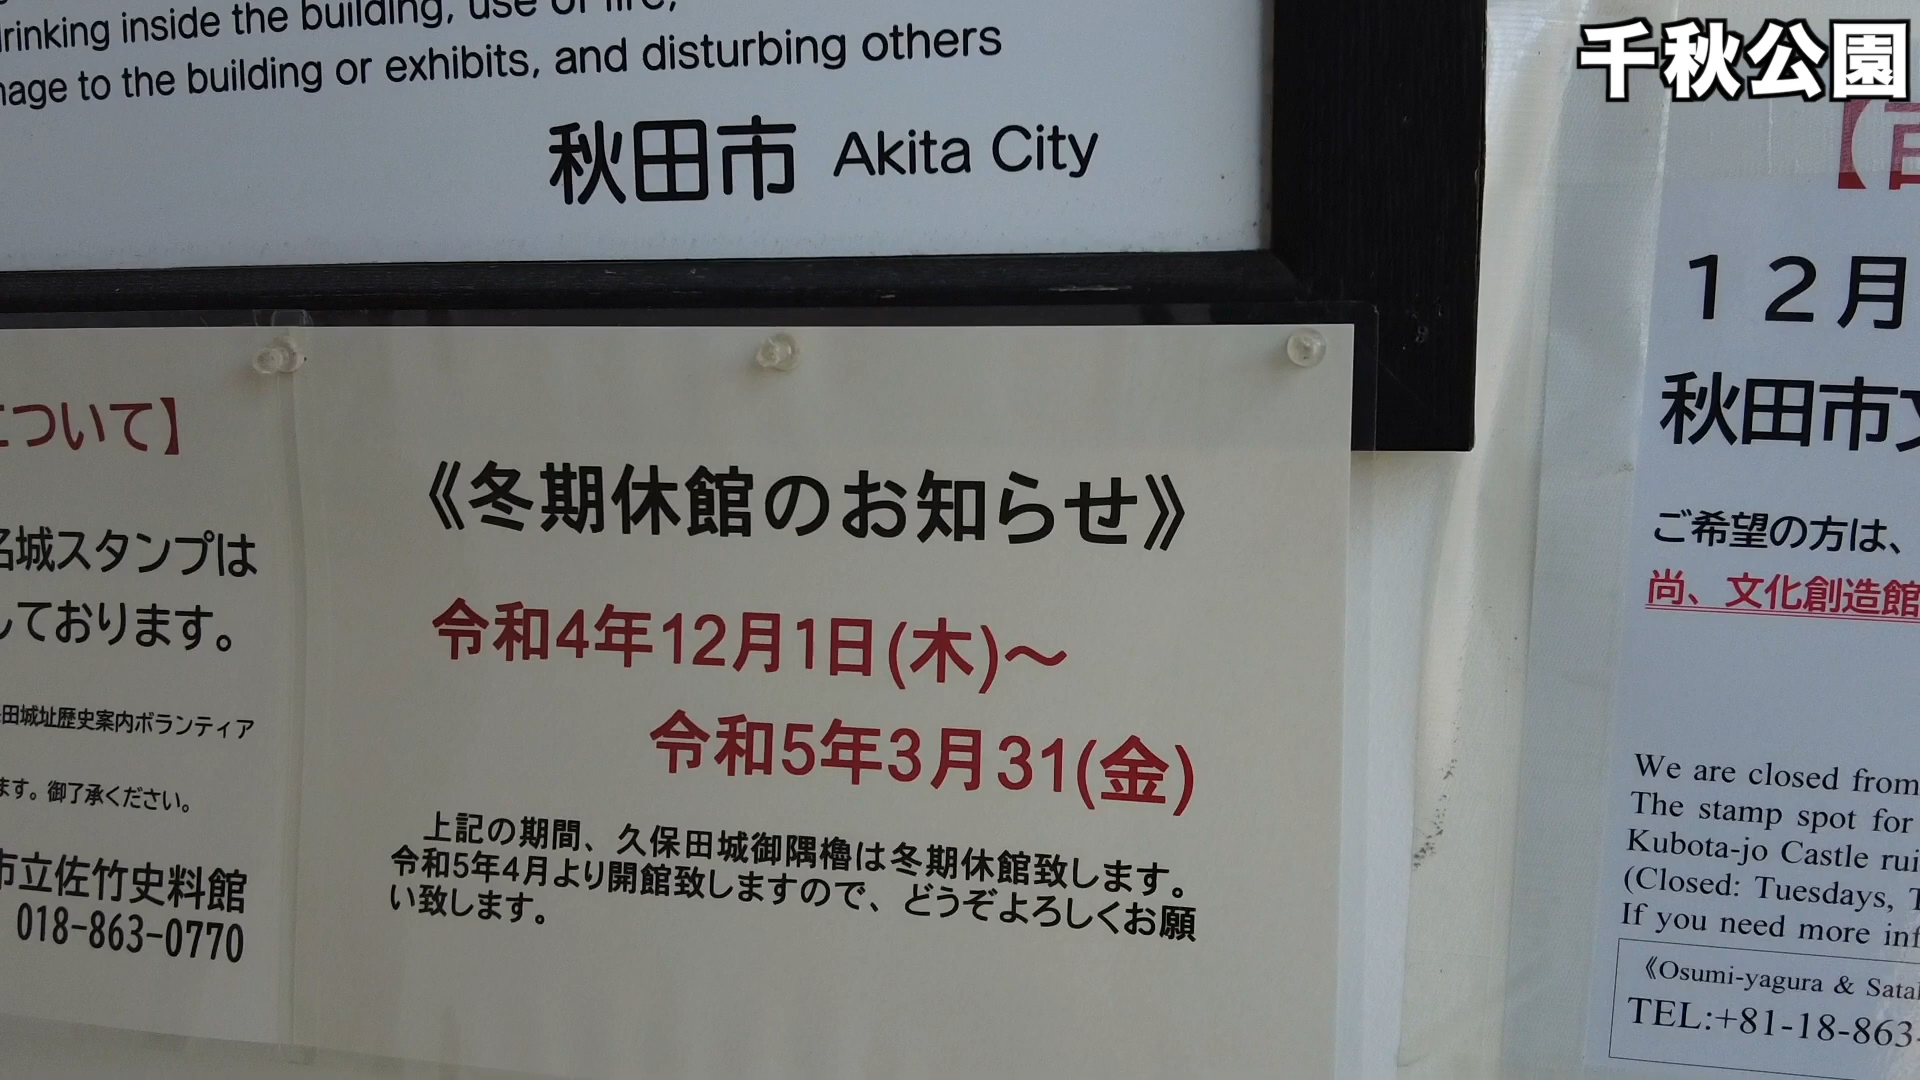 drinking inside the building, use of fire,
to the building or exhibits, and disturbing others
秋田市 Akita City
千秋公園
について】
城スタンプは
しております。
田城址歴史案内ボランティア
ます。御了承ください。
市立佐竹史料館
018-863-0770
《冬期休館のお知らせ》
令和4年12月1日(木)～
令和5年3月31(金)
上記の期間、久保田城御隅櫓は冬期休館致します。
令和5年4月より開館致しますので、どうぞよろしくお願
い致します。
12月
秋田市文
ご希望の方は、
尚、文化創造館
We are closed from
The stamp spot for
Kubota-jo Castle
(Closed: Tuesdays,
If you need more
《Osumi-yagura &
TEL:+81-18-863-